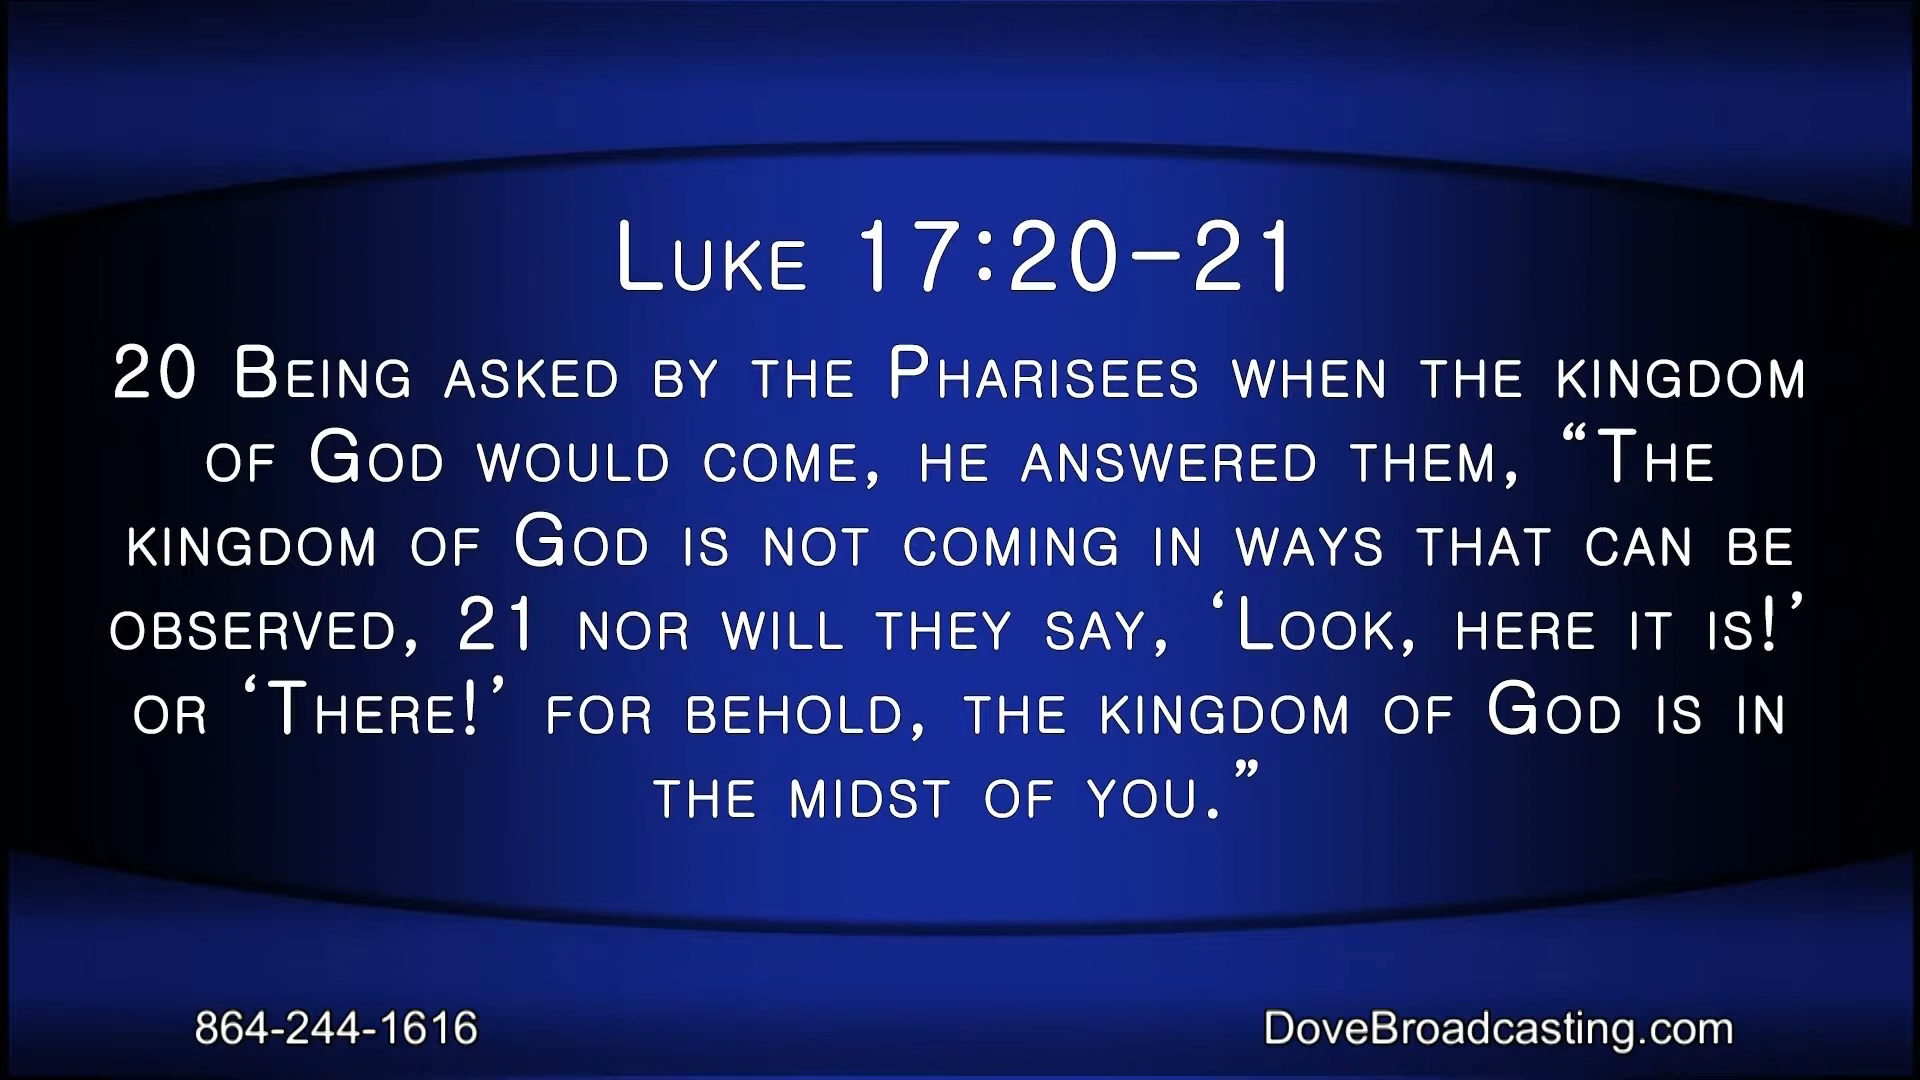 Luke 17:20-21
20 Being asked by the Pharisees when the kingdom
of God would come, he answered them, “The
kingdom of God is not coming in ways that can be
observed, 21 nor will they say, ‘Look, here it is!’
or ‘There!’ for behold, the kingdom of God is in
the midst of you.”
864-244-1616
DoveBroadcasting.com